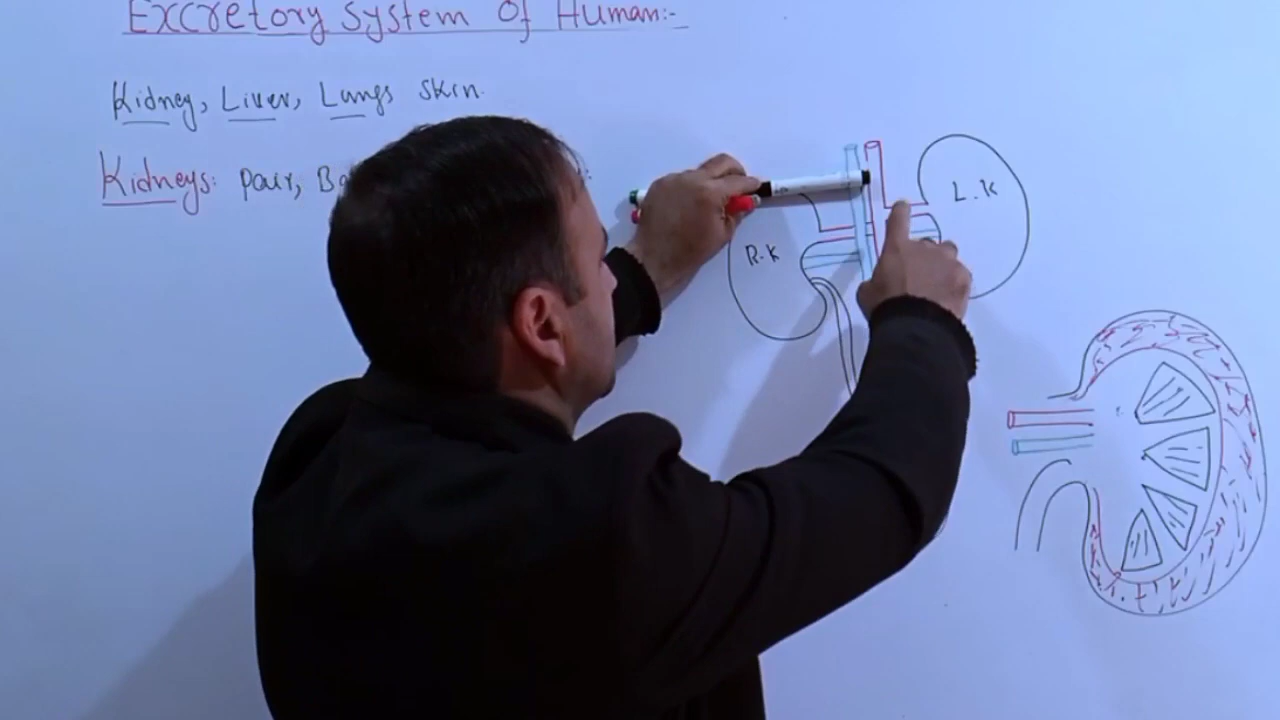 Excretory System Of Human:-
Kidney, Liver, Lungs Skin.
Kidneys: Pair,
L.K
R.K